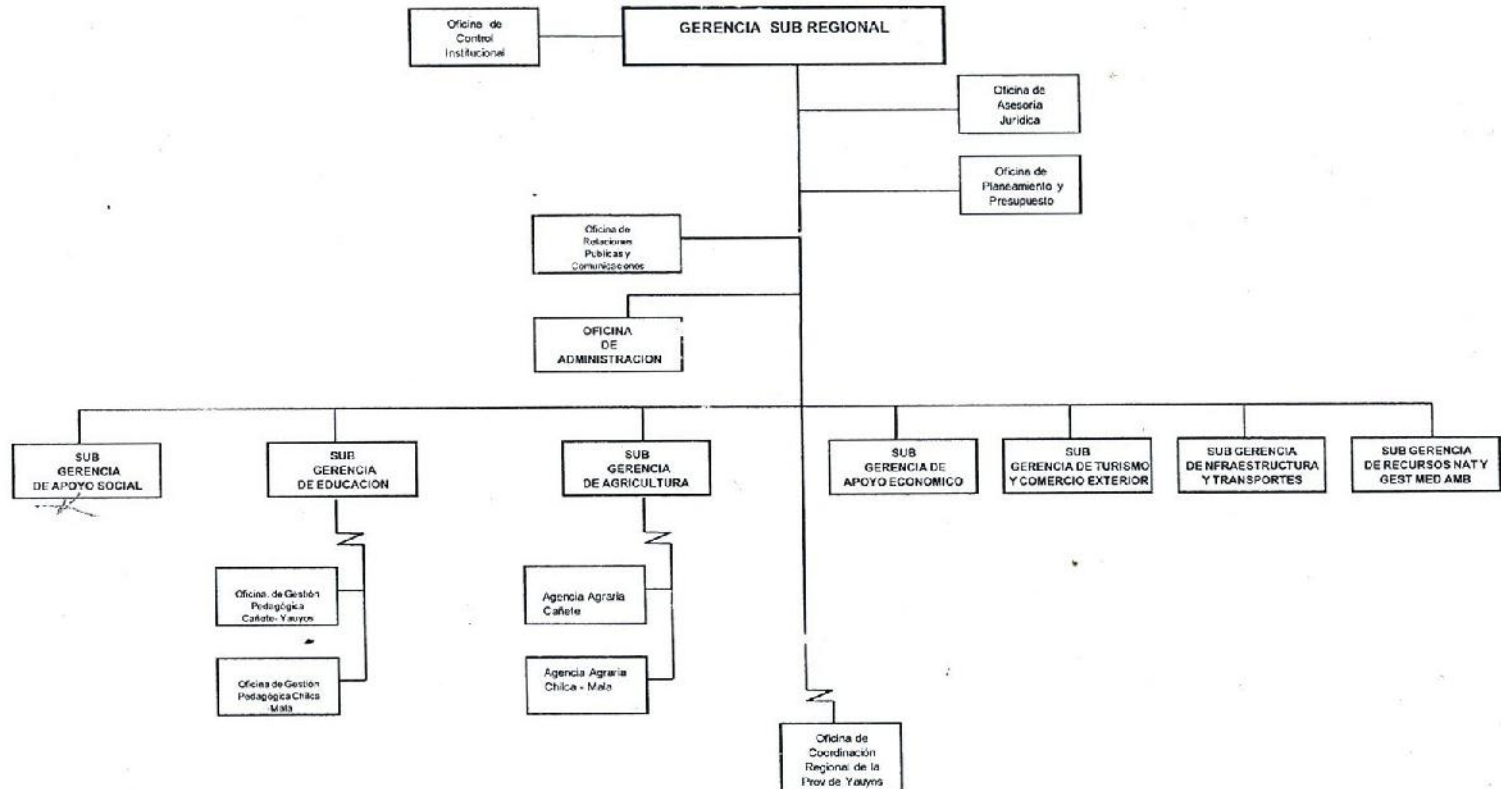 Oficina de
Control
Institucional
GERENCIA SUB REGIONAL
Oficina de
Asesoria
Juridica
Oficina de
Planeamiento y
Presupuesto
Oficina de
Relaciones
Publicas y
Comunicaciones
OFICINA
DE
ADMINISTRACION
SUB
GERENCIA
DE APOYO SOCIAL
SUB
GERENCIA
DE EDUCACION
SUB
GERENCIA
DE AGRICULTURA
SUB
GERENCIA DE
APOYO ECONOMICO
SUB
GERENCIA DE TURISMO
Y COMERCIO EXTERIOR
SUB GERENCIA
DE NFRAESTRUCTURA
Y TRANSPORTES
SUB GERENCIA
DE RECURSOS NAT Y
GEST MED AMB
Oficina. de Gestión
Pedagógica
Cañete- Yauyos
Oficina de Gestión
Pedagógica Chilca
-Mala
Agencia Agraria
Cañete
Agencia Agraria
Chilca - Mala
Oficina de
Coordinación
Regional de la
Prov de Yauyos